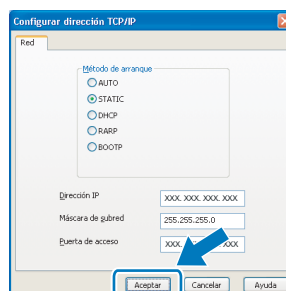 Configurar dirección TCP/IP
Red
Método de arranque
AUTO
STATIC
DHCP
RARP
BOOTP
Dirección IP XXX. XXX. XXX. XXX
Máscara de subred 255.255.255.0
Puerta de acceso XXX. XXX
Aceptar Cancelar Ayuda